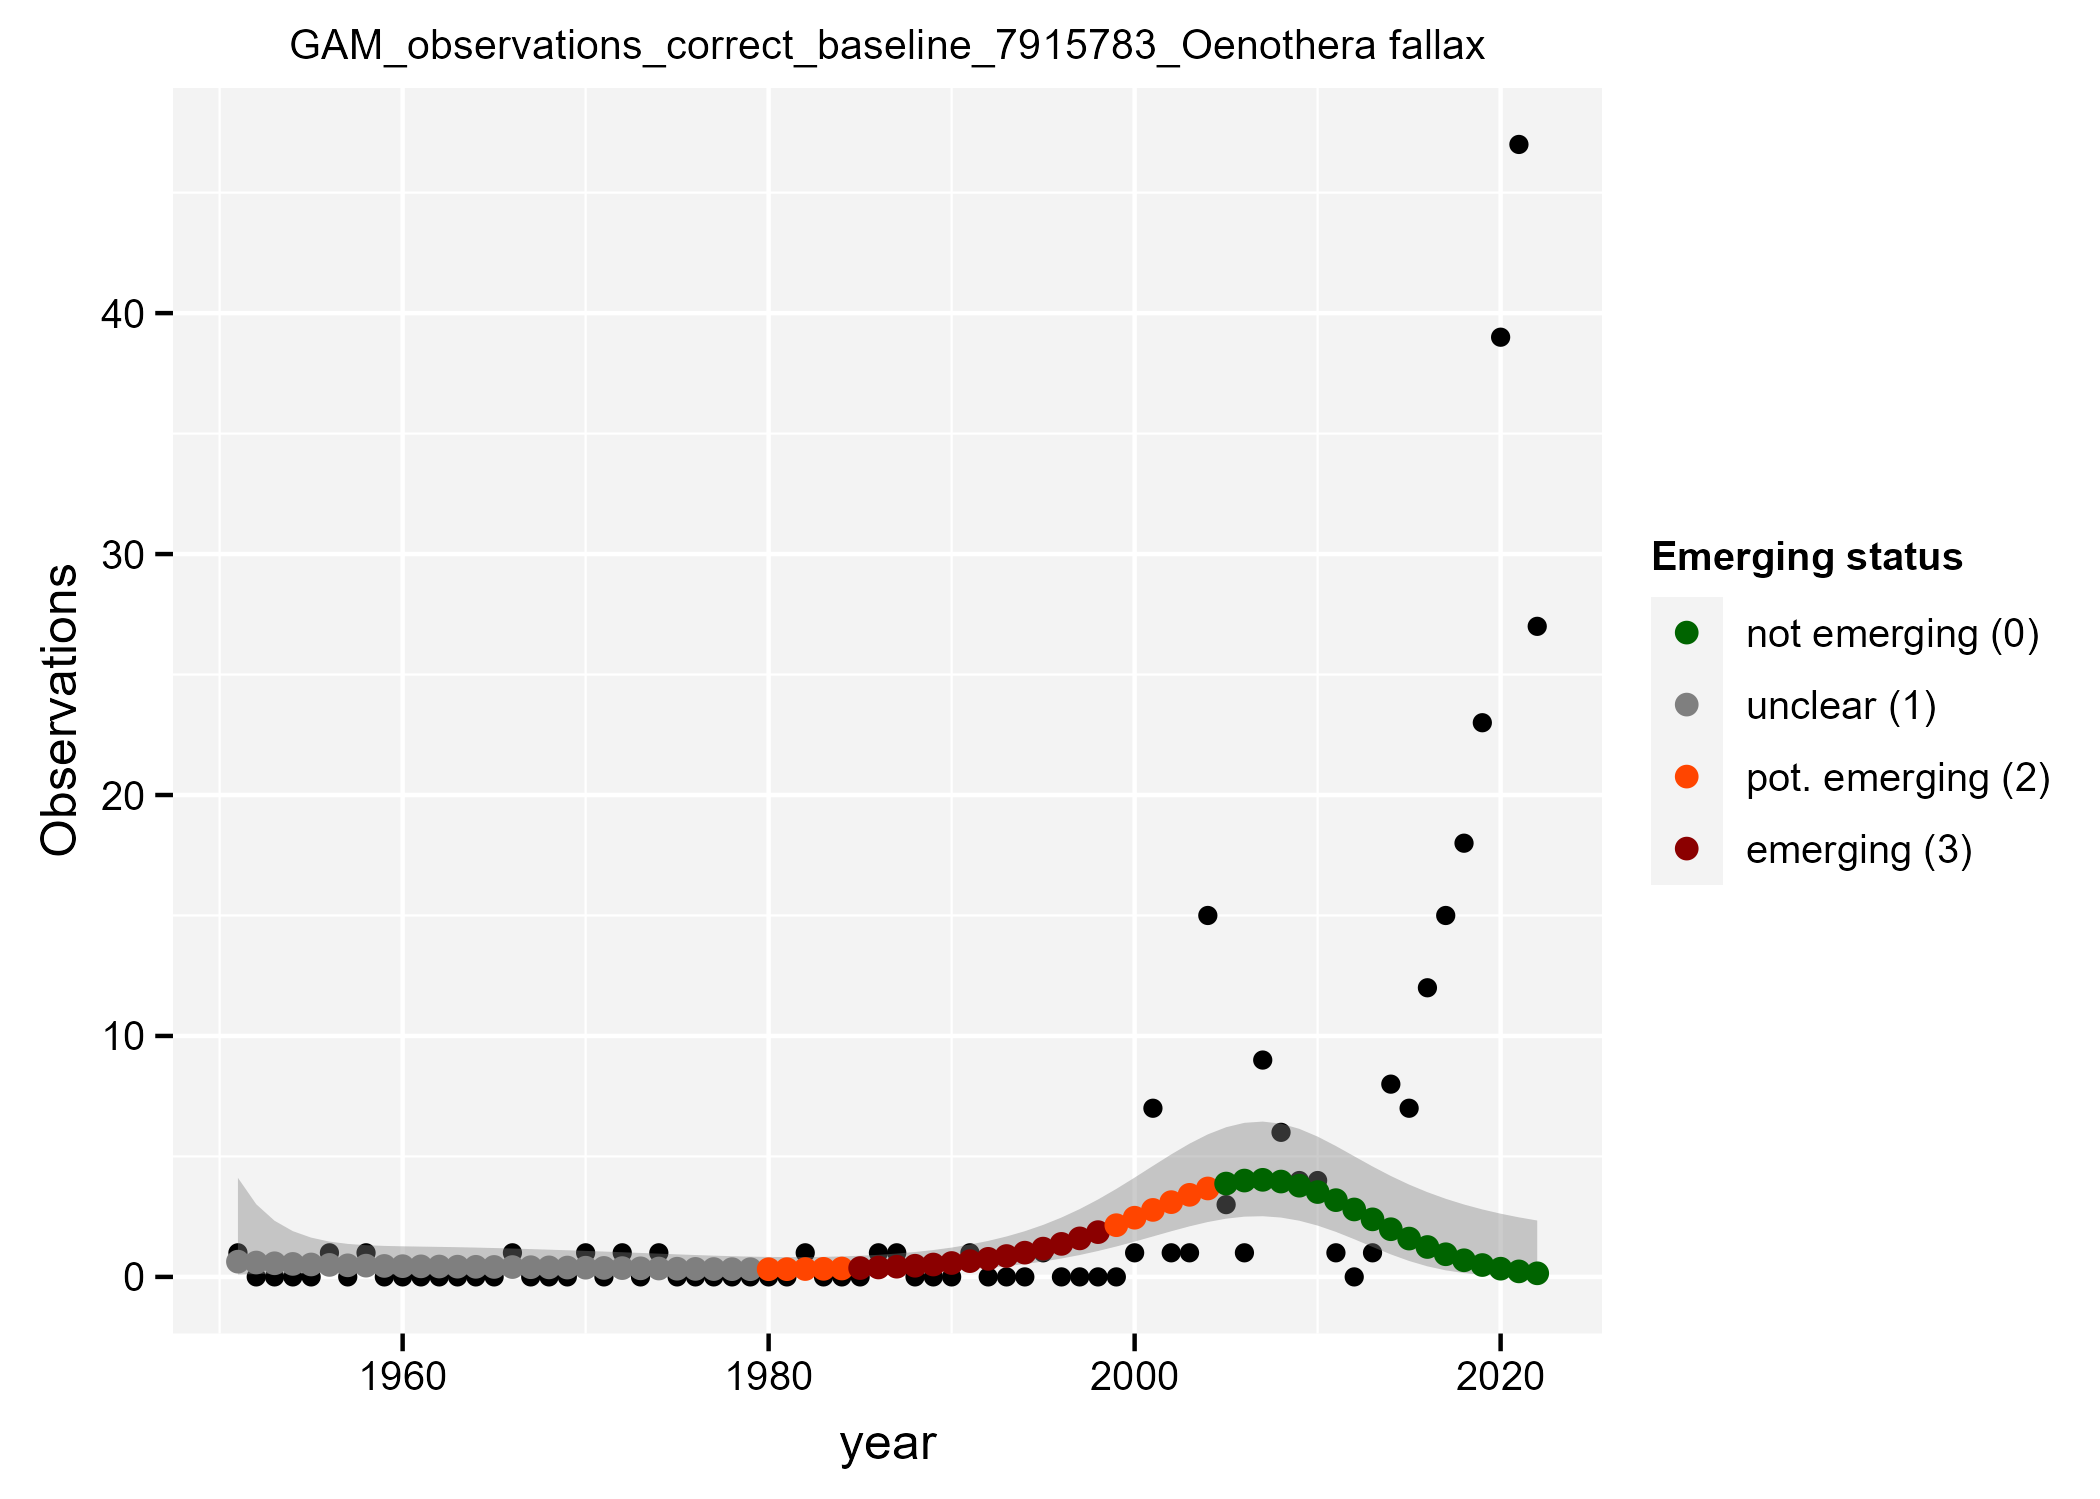 GAM_observations_correct_baseline_7915783_Oenothera fallax
Observations
40
30
20
10
0
1960 1980 2000 2020
year
Emerging status
not emerging (0)
unclear (1)
pot. emerging (2)
emerging (3)